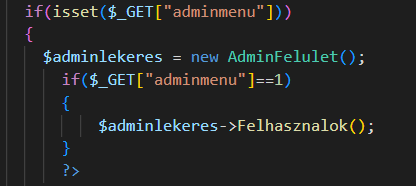 if(isset($_GET["adminmenu"]))
{
$adminlekeres = new AdminFelulet();
if($_GET["adminmenu"]==1)
{
$adminlekeres->Felhasznalok();
}
?>